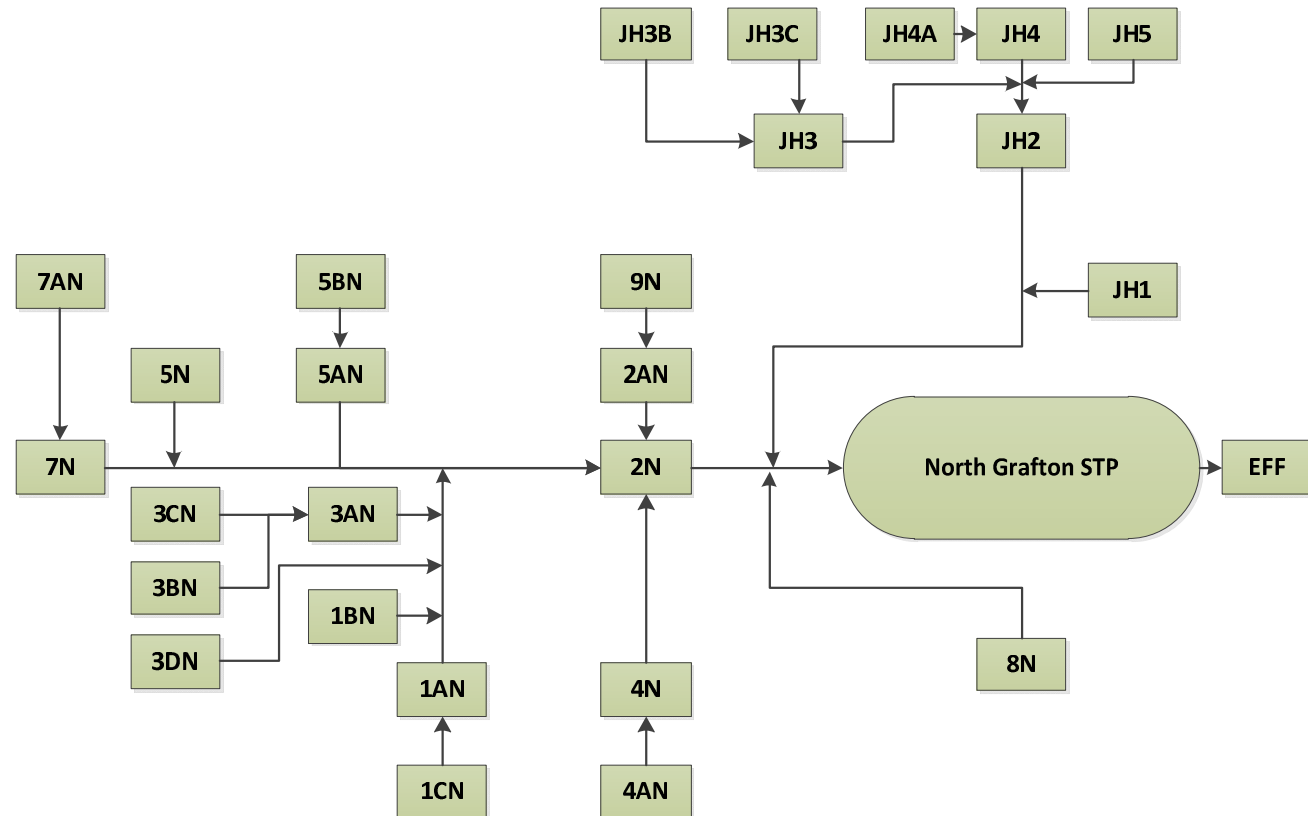 JH3B
JH3C
JH4A
JH4
JH5
JH3
JH2
7AN
5BN
9N
JH1
5N
5AN
2AN
7N
2N
North Grafton STP
EFF
3CN
3AN
3BN
1BN
3DN
8N
1AN
4N
1CN
4AN